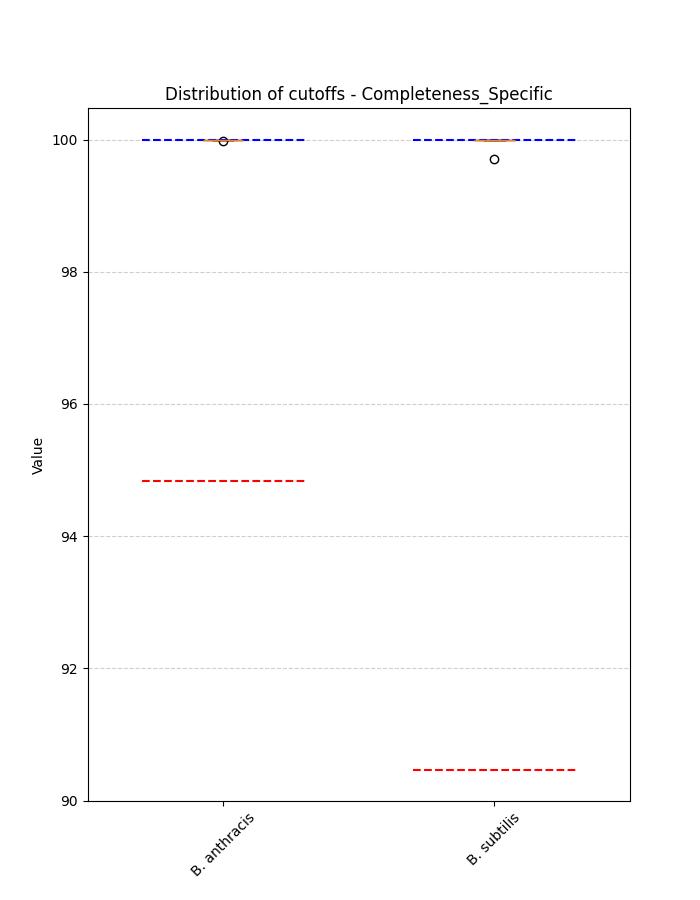 Distribution of cutoffs - Completeness_Specific
100
98
96
94
92
90
Value
B. anthracis
B. subtilis